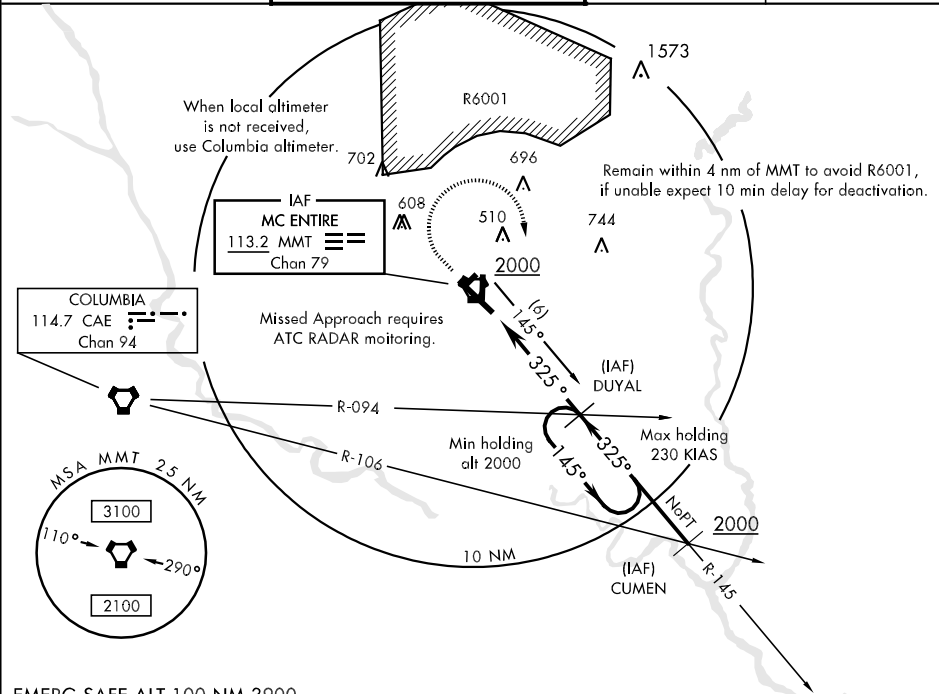 1573
R6001
When local altimeter
is not received,
use Columbia altimeter.
702
696
Remain within 4 nm of MMT to avoid R6001,
if unable expect 10 min delay for deactivation.
IAF
MC ENTIRE
113.2 MMT
Chan 79
608
510
744
2000
COLUMBIA
114.7 CAE
Chan 94
Missed Approach requires
ATC RADAR moitoring.
(6)
145°
325°
(IAF)
DUYAL
R-094
Min holding
alt 2000
Max holding
230 KIAS
325°
145°
R-106
NoPT
2000
MSA MMT 25 NM
3100
110°
290°
2100
10 NM
(IAF)
CUMEN
R-145
EMERG SAFE ALT 100 NM 3900